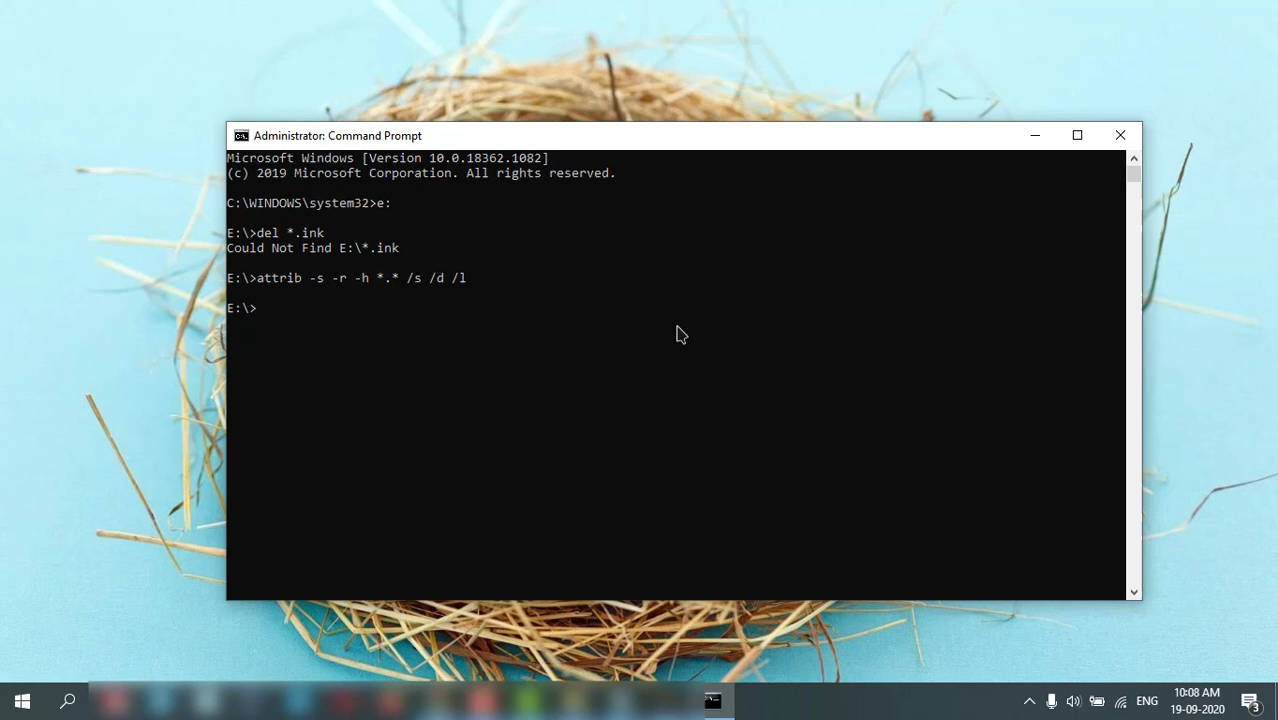 Administrator: Command Prompt
Microsoft Windows [Version 10.0.18362.1082]
(c) 2019 Microsoft Corporation. All rights reserved.
C:\WINDOWS\system32>e:
E:\>del *.ink
Could Not Find E:\*.ink
E:\>attrib -s -r -h *.* /s /d /l
E:\>
ENG
10:08 AM
19-09-2020
3